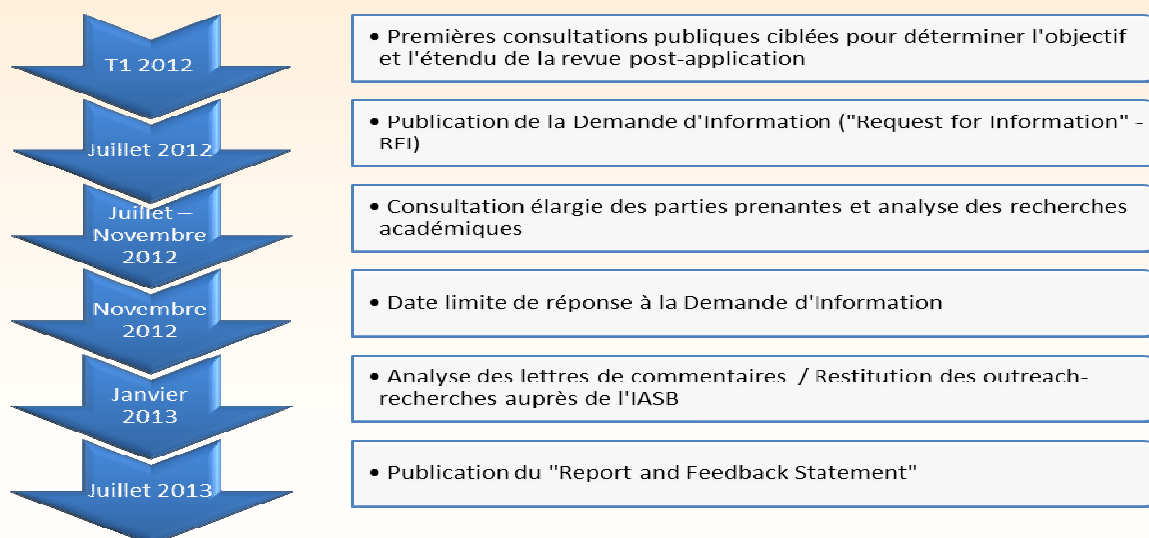 T1 2012
• Premières consultations publiques ciblées pour déterminer l'objectif
et l'étendu de la revue post-application
Juillet 2012
• Publication de la Demande d'Information ("Request for Information" -
RFI)
Juillet –
Novembre
2012
• Consultation élargie des parties prenantes et analyse des recherches
académiques
Novembre
2012
• Date limite de réponse à la Demande d'Information
Janvier
2013
• Analyse des lettres de commentaires / Restitution des outreach-
recherches auprès de l'IASB
Juillet 2013
• Publication du "Report and Feedback Statement"